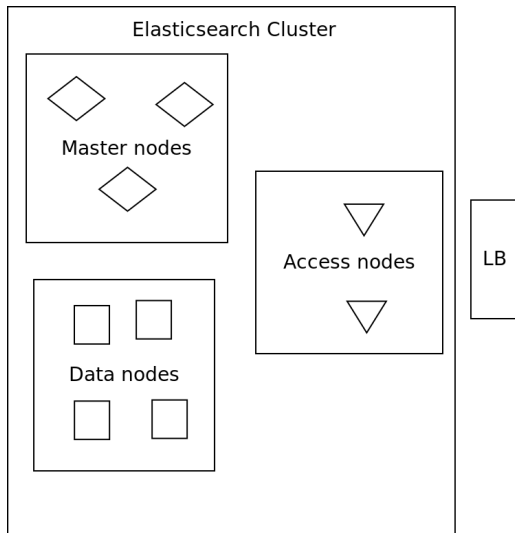 Elasticsearch Cluster
Master nodes
Access nodes
LB
Data nodes